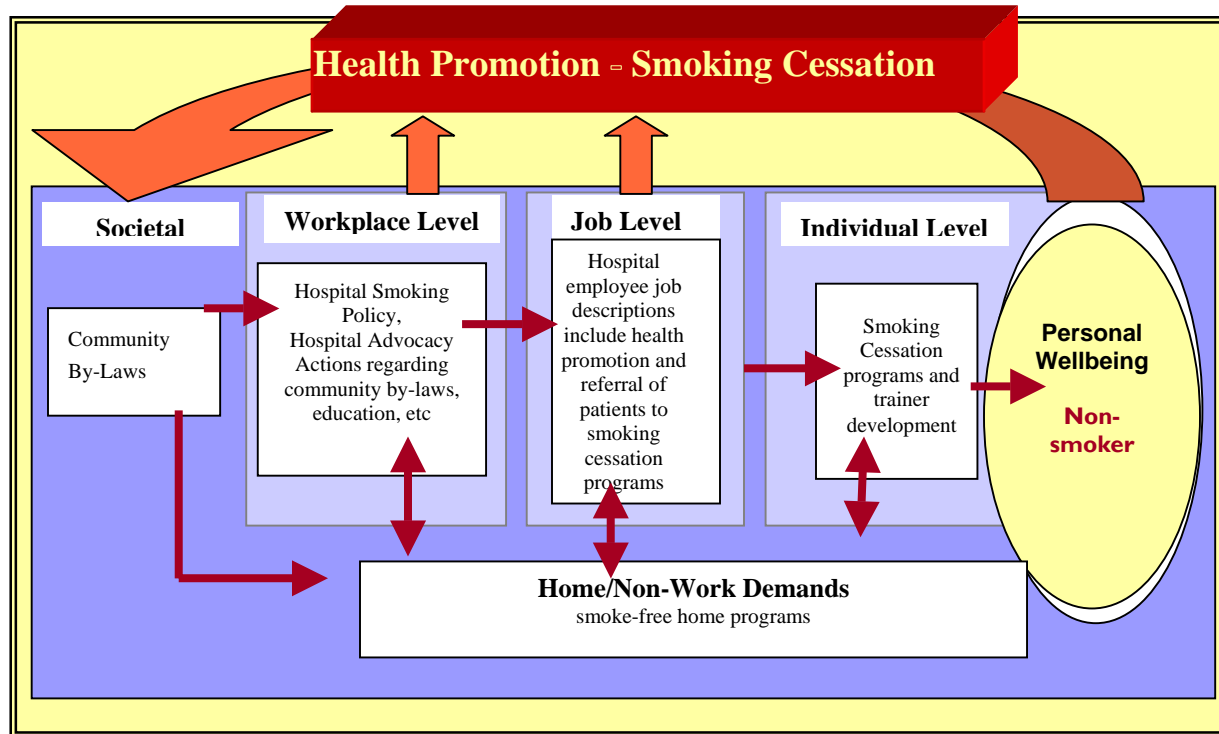 Health Promotion - Smoking Cessation
Societal
Community
By-Laws
Workplace Level
Hospital Smoking
Policy,
Hospital Advocacy
Actions regarding
community by-laws,
education, etc
Job Level
Hospital
employee job
descriptions
include health
promotion and
referral of
patients to
smoking
cessation
programs
Individual Level
Smoking
Cessation
programs and
trainer
development
Personal
Wellbeing
Non-
smoker
Home/Non-Work Demands
smoke-free home programs